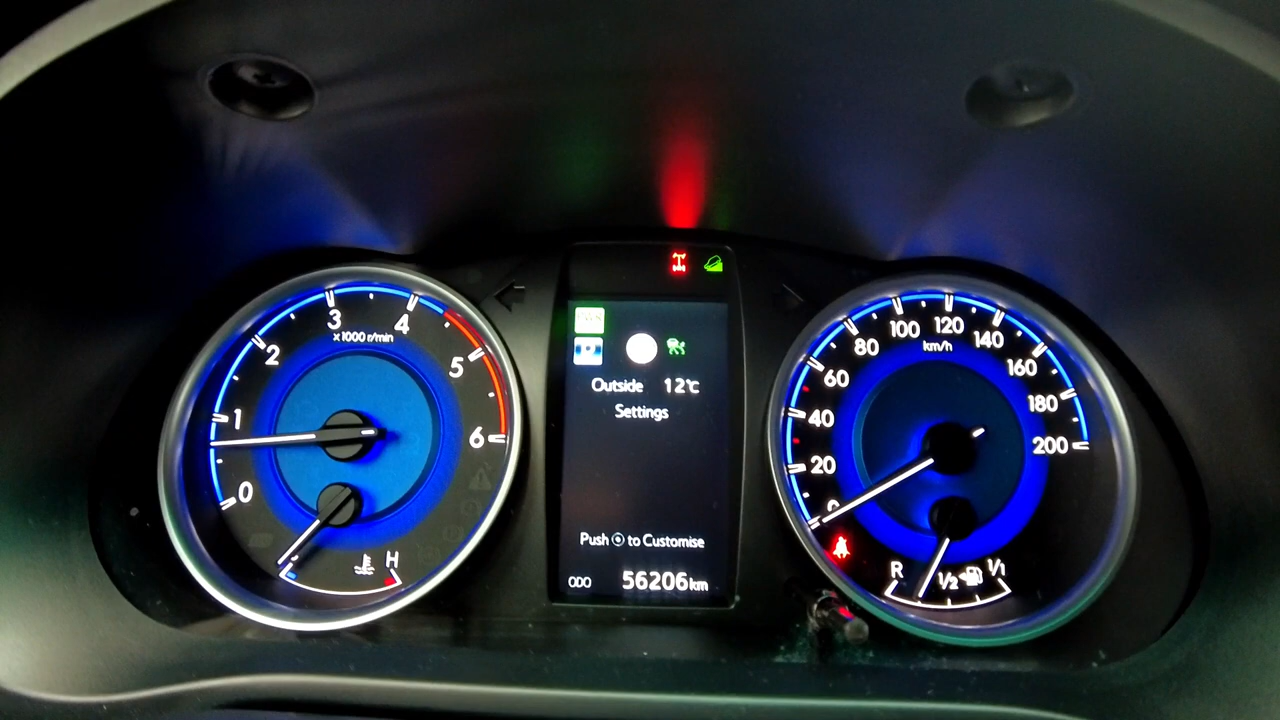 0
1
2
3
4
5
6
x1000 r/min
H
Outside 12℃
Settings
Push to Customise
ODO 56206km
0
20
40
60
80
100
120
140
160
180
200
km/h
R
1/2
1/1